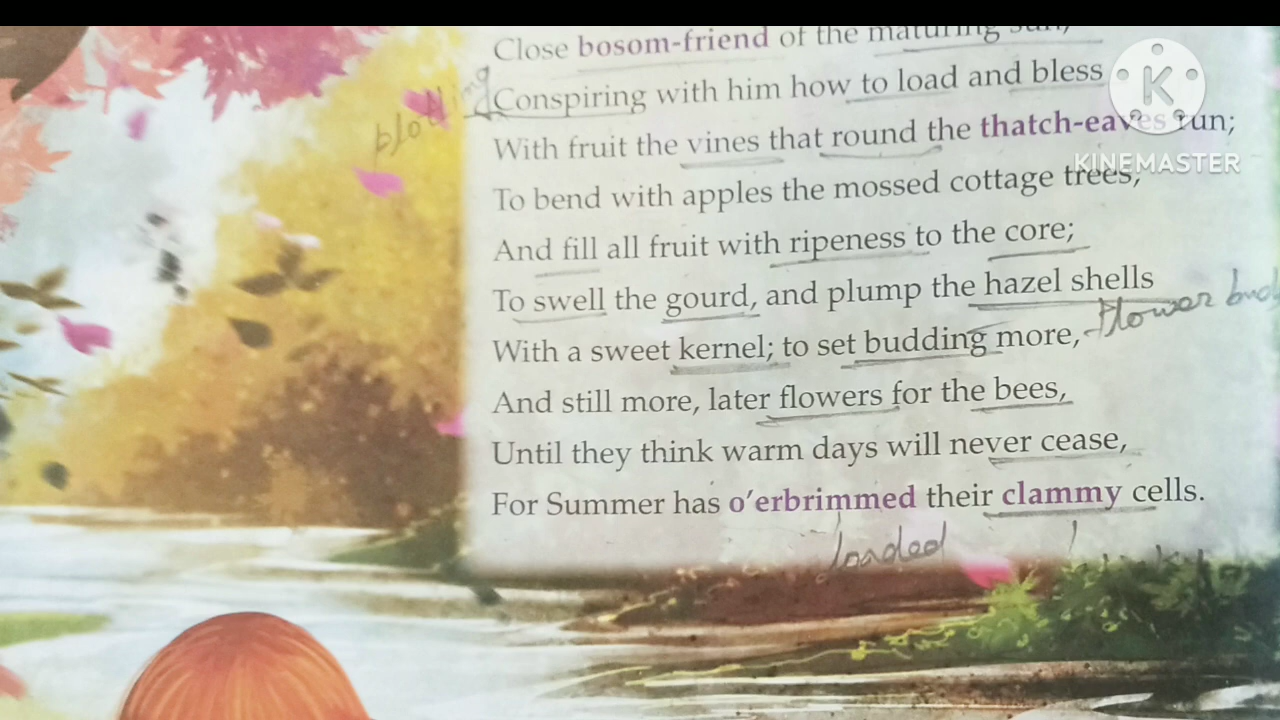 Close bosom-friend of the maturing sun,
Conspiring with him how to load and bless
plotting
With fruit the vines that round the thatch-eaves run;
KINEMASTER
To bend with apples the mossed cottage trees,
And fill all fruit with ripeness to the core;
To swell the gourd, and plump the hazel shells
Flower bud
With a sweet kernel; to set budding more,
And still more, later flowers for the bees,
Until they think warm days will never cease,
For Summer has o'erbrimmed their clammy cells.
loaded